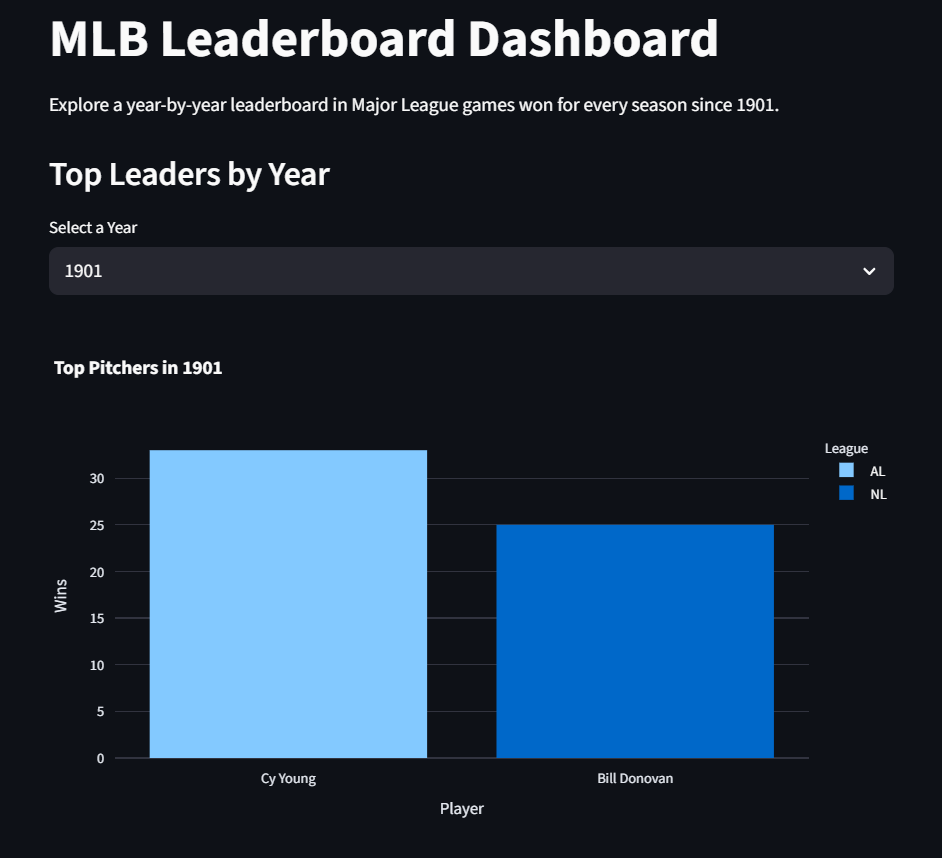 MLB Leaderboard Dashboard
Explore a year-by-year leaderboard in Major League games won for every season since 1901.
Top Leaders by Year
Select a Year
1901
Top Pitchers in 1901
League
AL
NL
30
25
20
15
10
5
0
Wins
Cy Young
Bill Donovan
Player